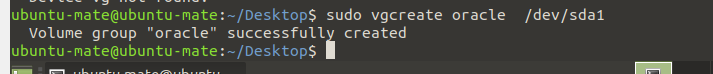 ubuntu-mate@ubuntu-mate:~/Desktop$ sudo vgcreate oracle  /dev/sda1
  Volume group "oracle" successfully created
ubuntu-mate@ubuntu-mate:~/Desktop$